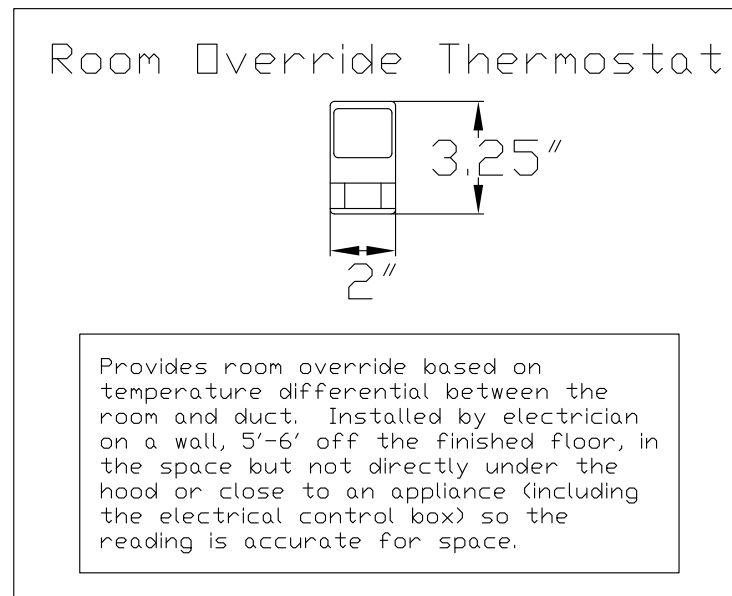 Room Override Thermostat
3.25"
2"
Provides room override based on
temperature differential between the
room and duct. Installed by electrician
on a wall, 5'-6' off the finished floor, in
the space but not directly under the
hood or close to an appliance (including
the electrical control box) so the
reading is accurate for space.